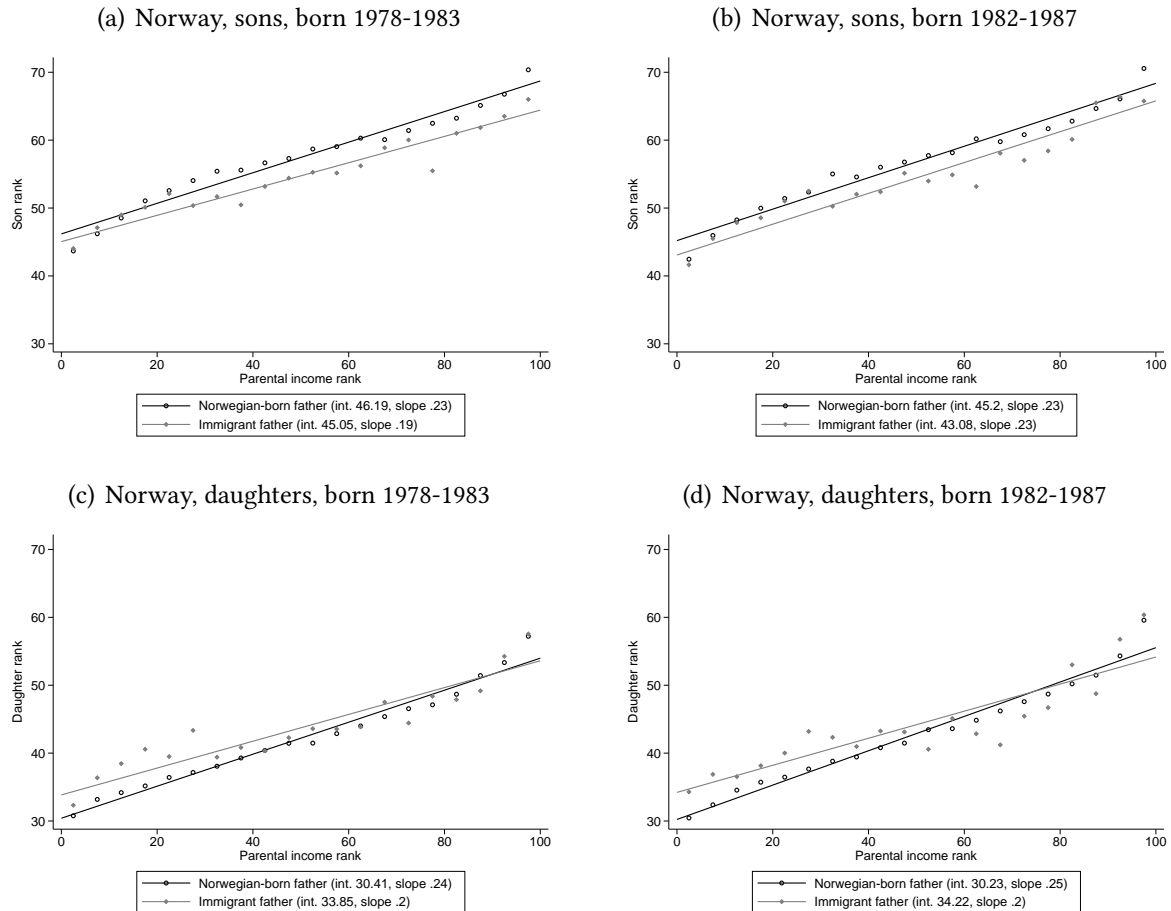 (a) Norway, sons, born 1978-1983
70
60
50
40
30
Son rank
0 20 40 60 80 100
Parental income rank
Norwegian-born father (int. 46.19, slope .23)
Immigrant father (int. 45.05, slope .19)
(b) Norway, sons, born 1982-1987
70
60
50
40
30
Son rank
0 20 40 60 80 100
Parental income rank
Norwegian-born father (int. 45.2, slope .23)
Immigrant father (int. 43.08, slope .23)
(c) Norway, daughters, born 1978-1983
70
60
50
40
30
Daughter rank
0 20 40 60 80 100
Parental income rank
Norwegian-born father (int. 30.41, slope .24)
Immigrant father (int. 33.85, slope .2)
(d) Norway, daughters, born 1982-1987
70
60
50
40
30
Daughter rank
0 20 40 60 80 100
Parental income rank
Norwegian-born father (int. 30.23, slope .25)
Immigrant father (int. 34.22, slope .2)